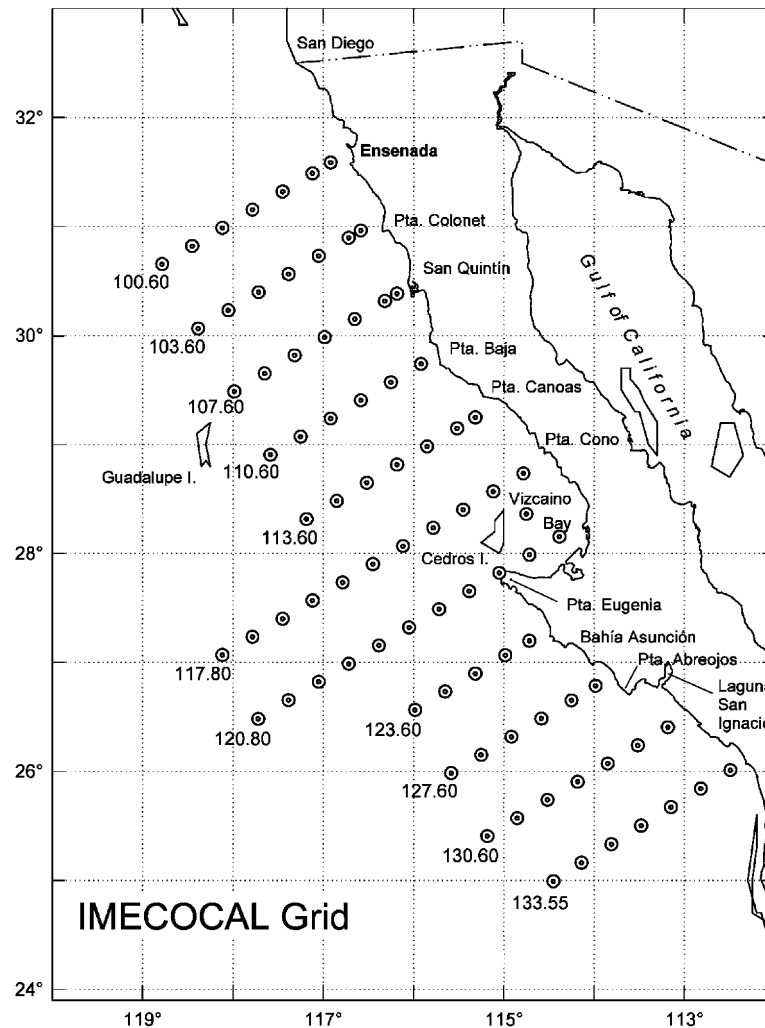 San Diego
32°
Ensenada
Pta. Colonet
100.60
San Quintín
Gulf of California
103.60
30°
Pta. Baja
Pta. Canoas
107.60
Pta. Cono
Guadalupe I.
110.60
Vizcaino
Bay
113.60
28°
Cedros I.
Pta. Eugenia
Bahía Asunción
117.80
Pta. Abreojos
Laguna
San
Ignacio
120.80
123.60
26°
127.60
130.60
133.55
IMECOCAL Grid
24°
119°
117°
115°
113°